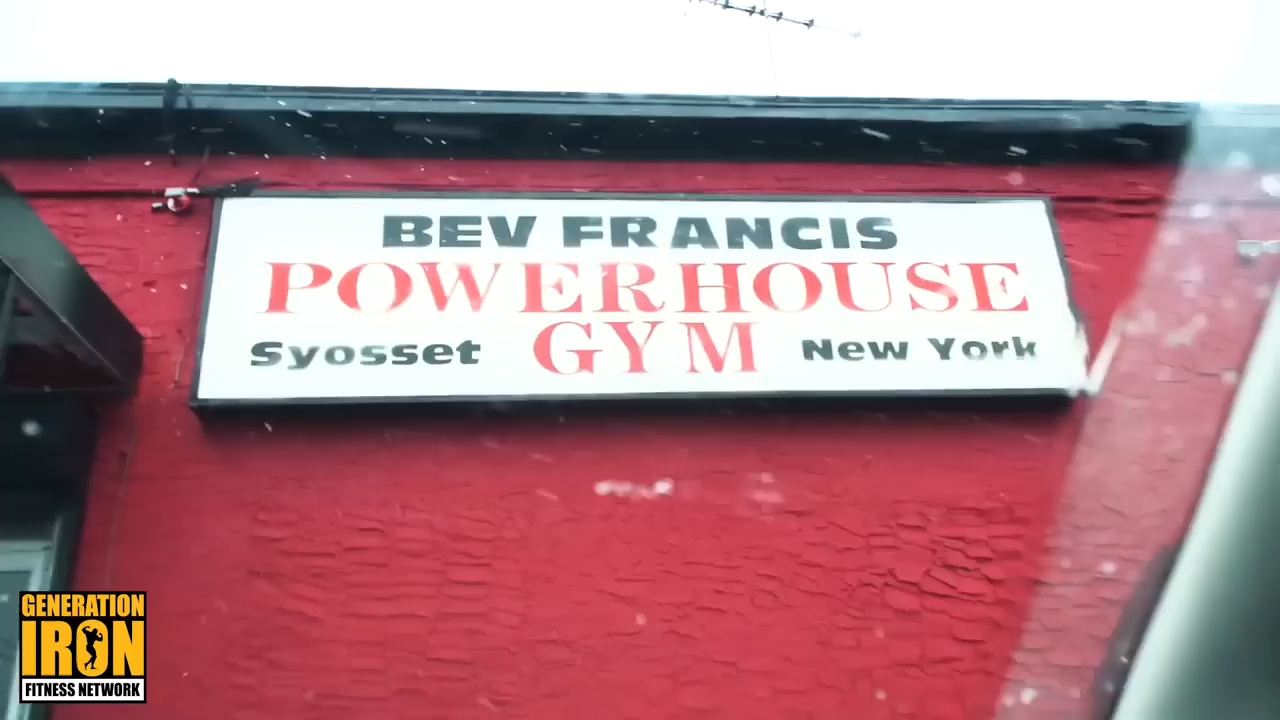 BEV FRANCIS
POWERHOUSE
Syosset GYM New York
GENERATION
IRON
FITNESS NETWORK